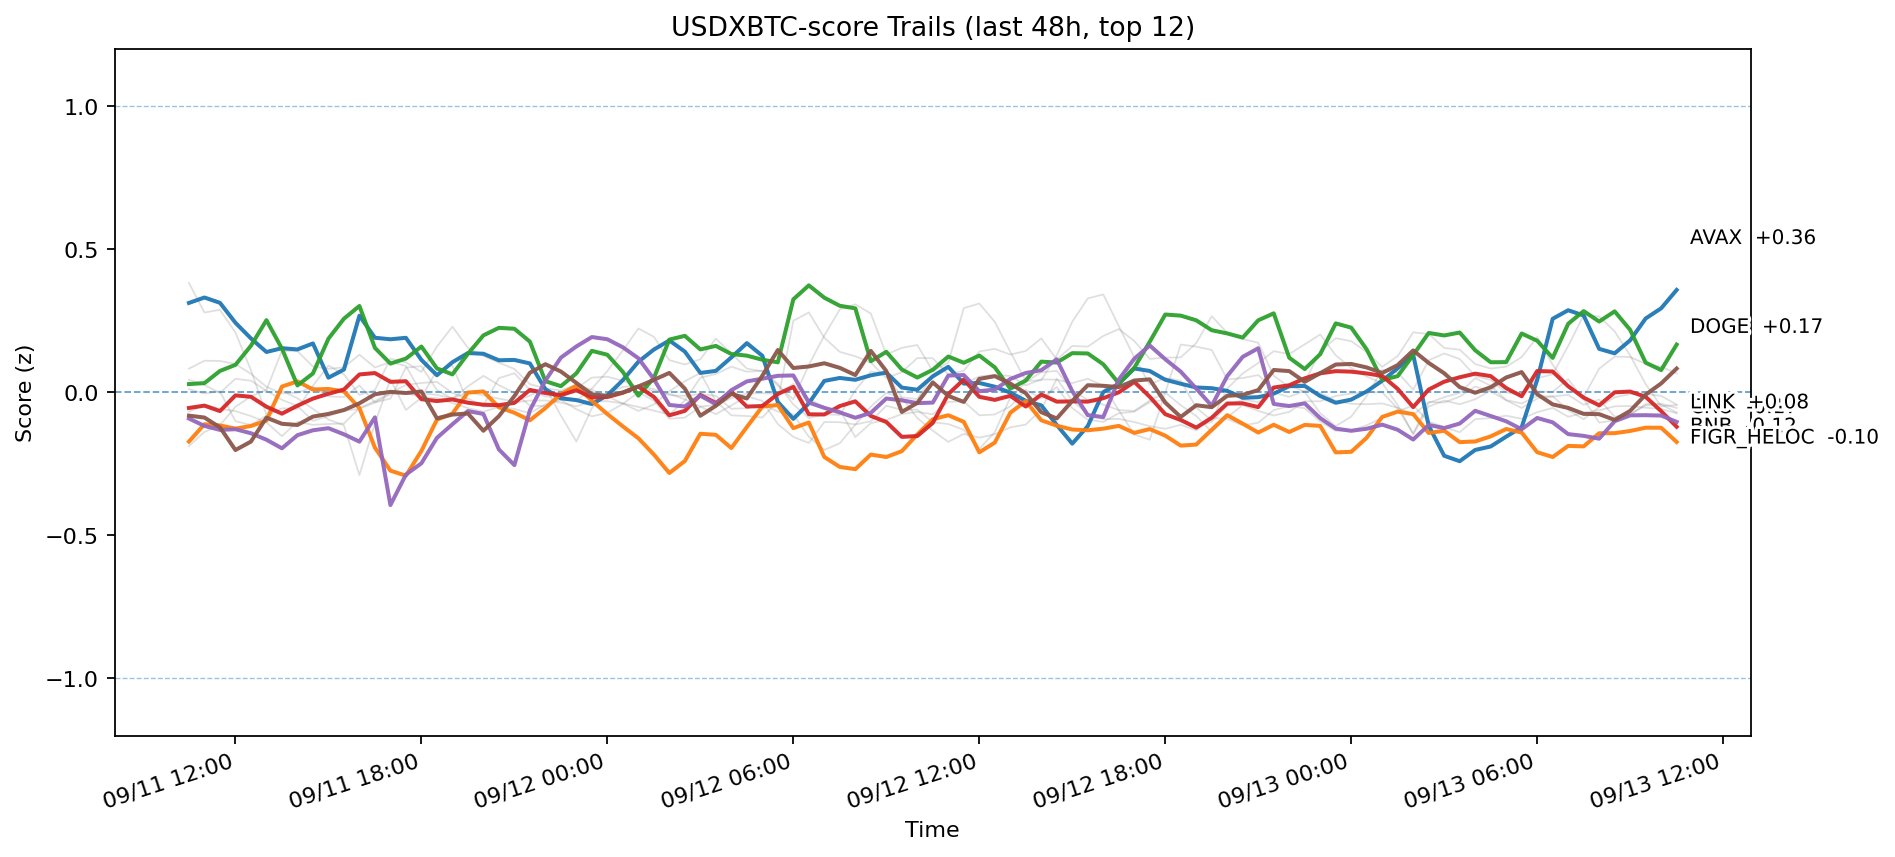 USDXBTC-score Trails (last 48h, top 12)
Score (z)
1.0
0.5
0.0
−0.5
−1.0
AVAX +0.36
DOGE +0.17
LINK +0.08
FIGR_HELOC -0.10
09/11 12:00
09/11 18:00
09/12 00:00
09/12 06:00
09/12 12:00
09/12 18:00
09/13 00:00
09/13 06:00
09/13 12:00
Time